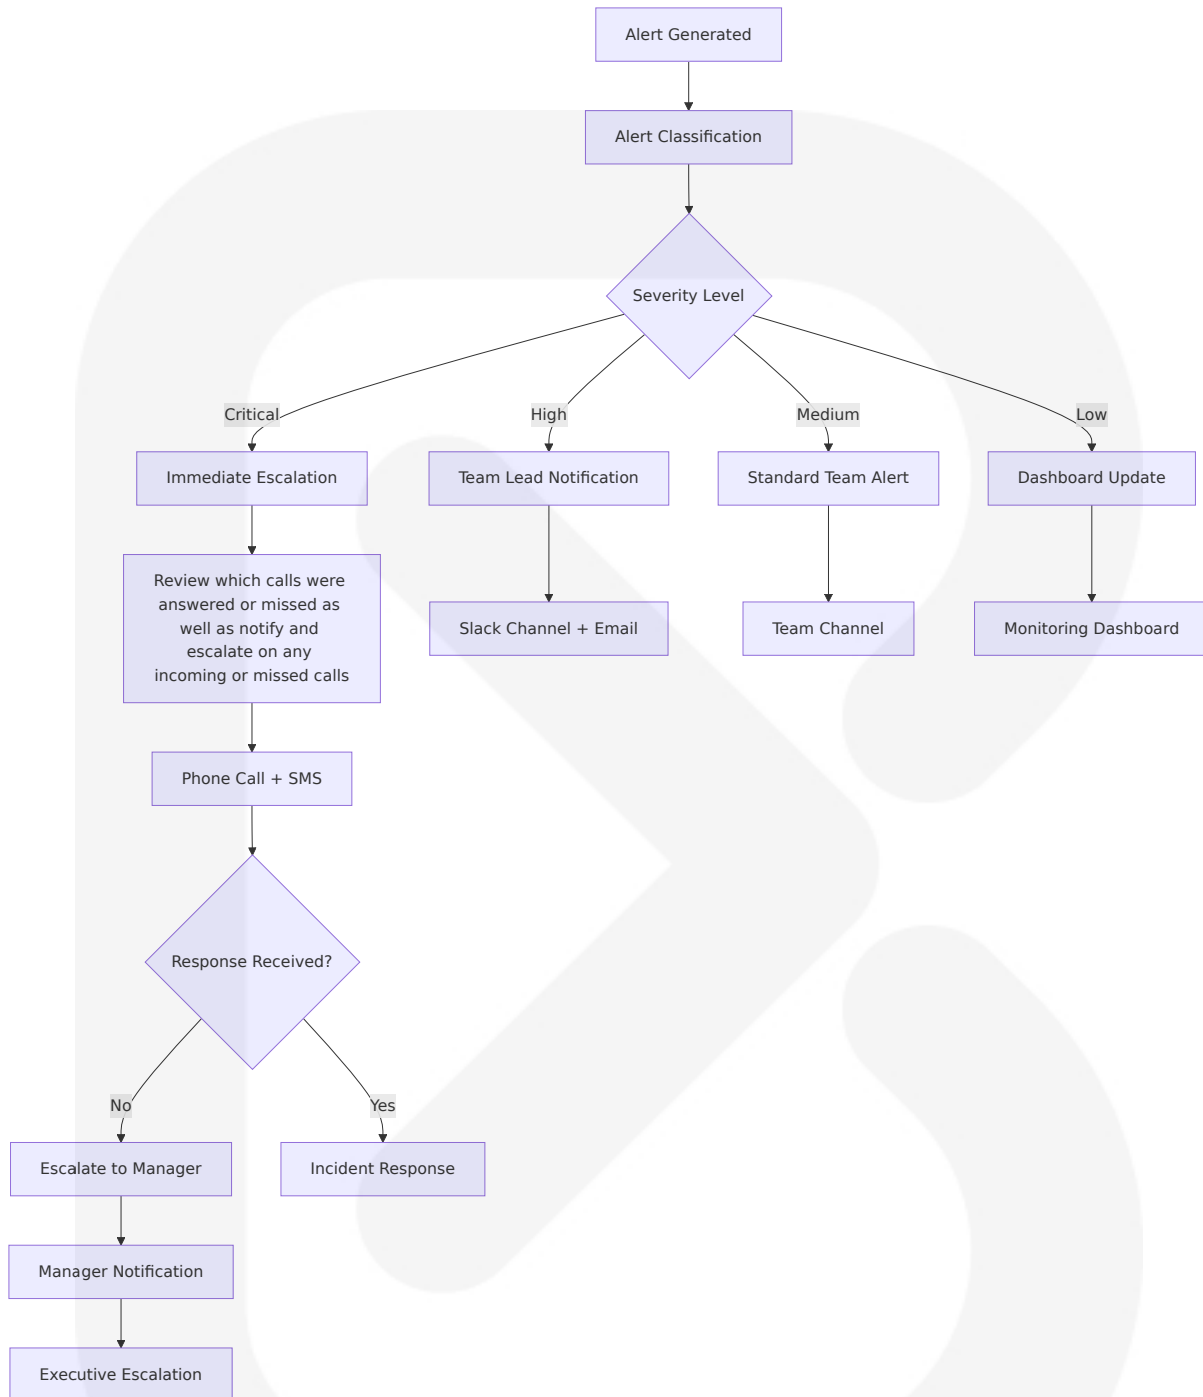 Alert Generated
Alert Classification
Severity Level
Critical
High
Medium
Low
Immediate Escalation
Team Lead Notification
Standard Team Alert
Dashboard Update
Review which calls were
answered or missed as
well as notify and
escalate on any
incoming or missed calls
Slack Channel + Email
Team Channel
Monitoring Dashboard
Phone Call + SMS
Response Received?
No
Yes
Escalate to Manager
Incident Response
Manager Notification
Executive Escalation